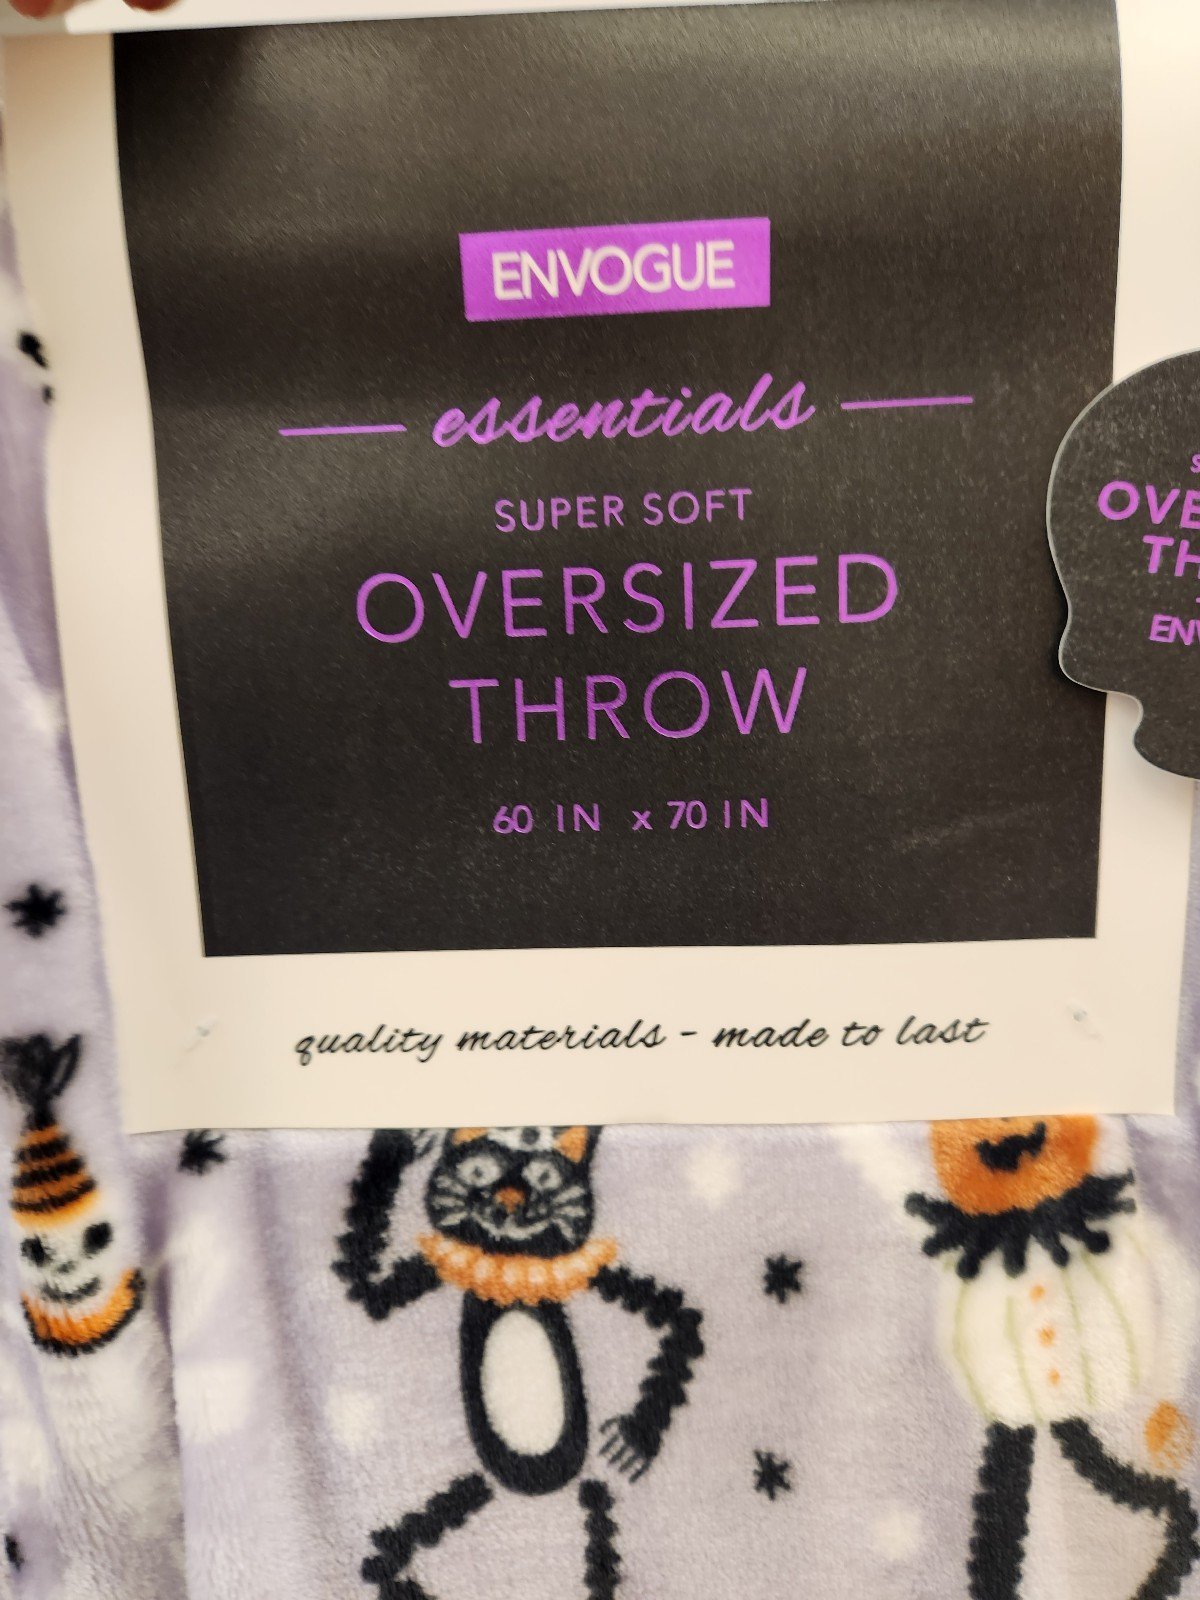 ENVOGUE
essentials
SUPER SOFT
OVERSIZED
THROW
60 IN x 70 IN
quality materials - made to last